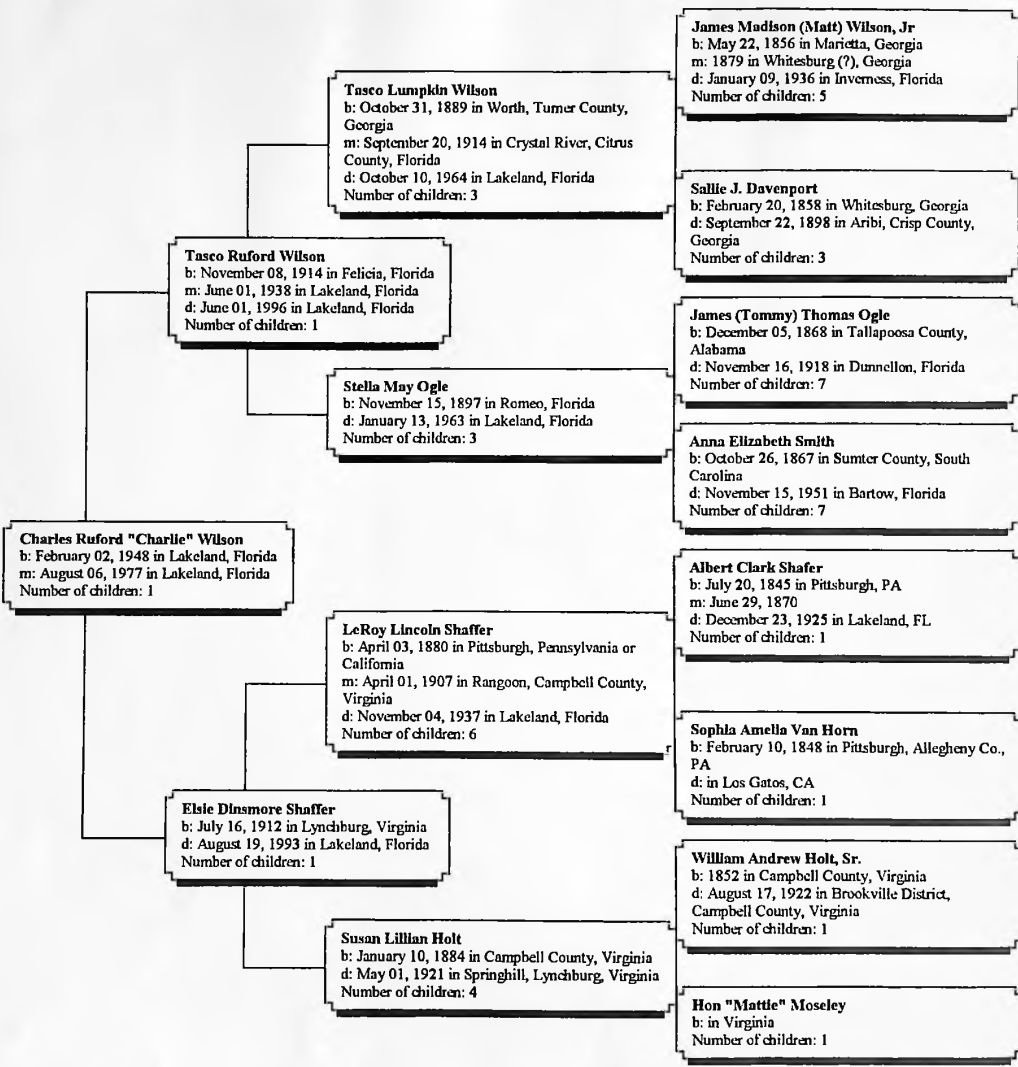 James Madison (Matt) Wilson, Jr
b: May 22, 1856 in Marietta, Georgia
m: 1879 in Whitesburg (?), Georgia
d: January 09, 1936 in Inverness, Florida
Number of children: 5
Tasco Lumpkin Wilson
b: October 31, 1889 in Worth, Turner County,
Georgia
m: September 20, 1914 in Crystal River, Citrus
County, Florida
d: October 10, 1964 in Lakeland, Florida
Number of children: 3
Sallie J. Davenport
b: February 20, 1858 in Whitesburg, Georgia
d: September 22, 1898 in Aribi, Crisp County,
Georgia
Number of children: 3
Tasco Ruford Wilson
b: November 08, 1914 in Felicia, Florida
m: June 01, 1938 in Lakeland, Florida
d: June 01, 1996 in Lakeland, Florida
Number of children: 1
James (Tommy) Thomas Ogle
b: December 05, 1868 in Tallapoosa County,
Alabama
d: November 16, 1918 in Dunnellon, Florida
Number of children: 7
Stella May Ogle
b: November 15, 1897 in Romeo, Florida
d: January 13, 1963 in Lakeland, Florida
Number of children: 3
Anna Elizabeth Smith
b: October 26, 1867 in Sumter County, South
Carolina
d: November 15, 1951 in Bartow, Florida
Number of children: 7
Charles Ruford "Charlie" Wilson
b: February 02, 1948 in Lakeland, Florida
m: August 06, 1977 in Lakeland, Florida
Number of children: 1
Albert Clark Shafer
b: July 20, 1845 in Pittsburgh, PA
m: June 29, 1870
d: December 23, 1925 in Lakeland, FL
Number of children: 1
LeRoy Lincoln Shaffer
b: April 03, 1880 in Pittsburgh, Pennsylvania or
California
m: April 01, 1907 in Rangoon, Campbell County,
Virginia
d: November 04, 1937 in Lakeland, Florida
Number of children: 6
Sophia Amelia Van Horn
b: February 10, 1848 in Pittsburgh, Allegheny Co.,
PA
d: in Los Gatos, CA
Number of children: 1
Elsie Dinsmore Shaffer
b: July 16, 1912 in Lynchburg, Virginia
d: August 19, 1993 in Lakeland, Florida
Number of children: 1
William Andrew Holt, Sr.
b: 1852 in Campbell County, Virginia
d: August 17, 1922 in Brookville District,
Campbell County, Virginia
Number of children: 1
Susan Lillian Holt
b: January 10, 1884 in Campbell County, Virginia
d: May 01, 1921 in Springhill, Lynchburg, Virginia
Number of children: 4
Hon "Mattie" Moseley
b: in Virginia
Number of children: 1